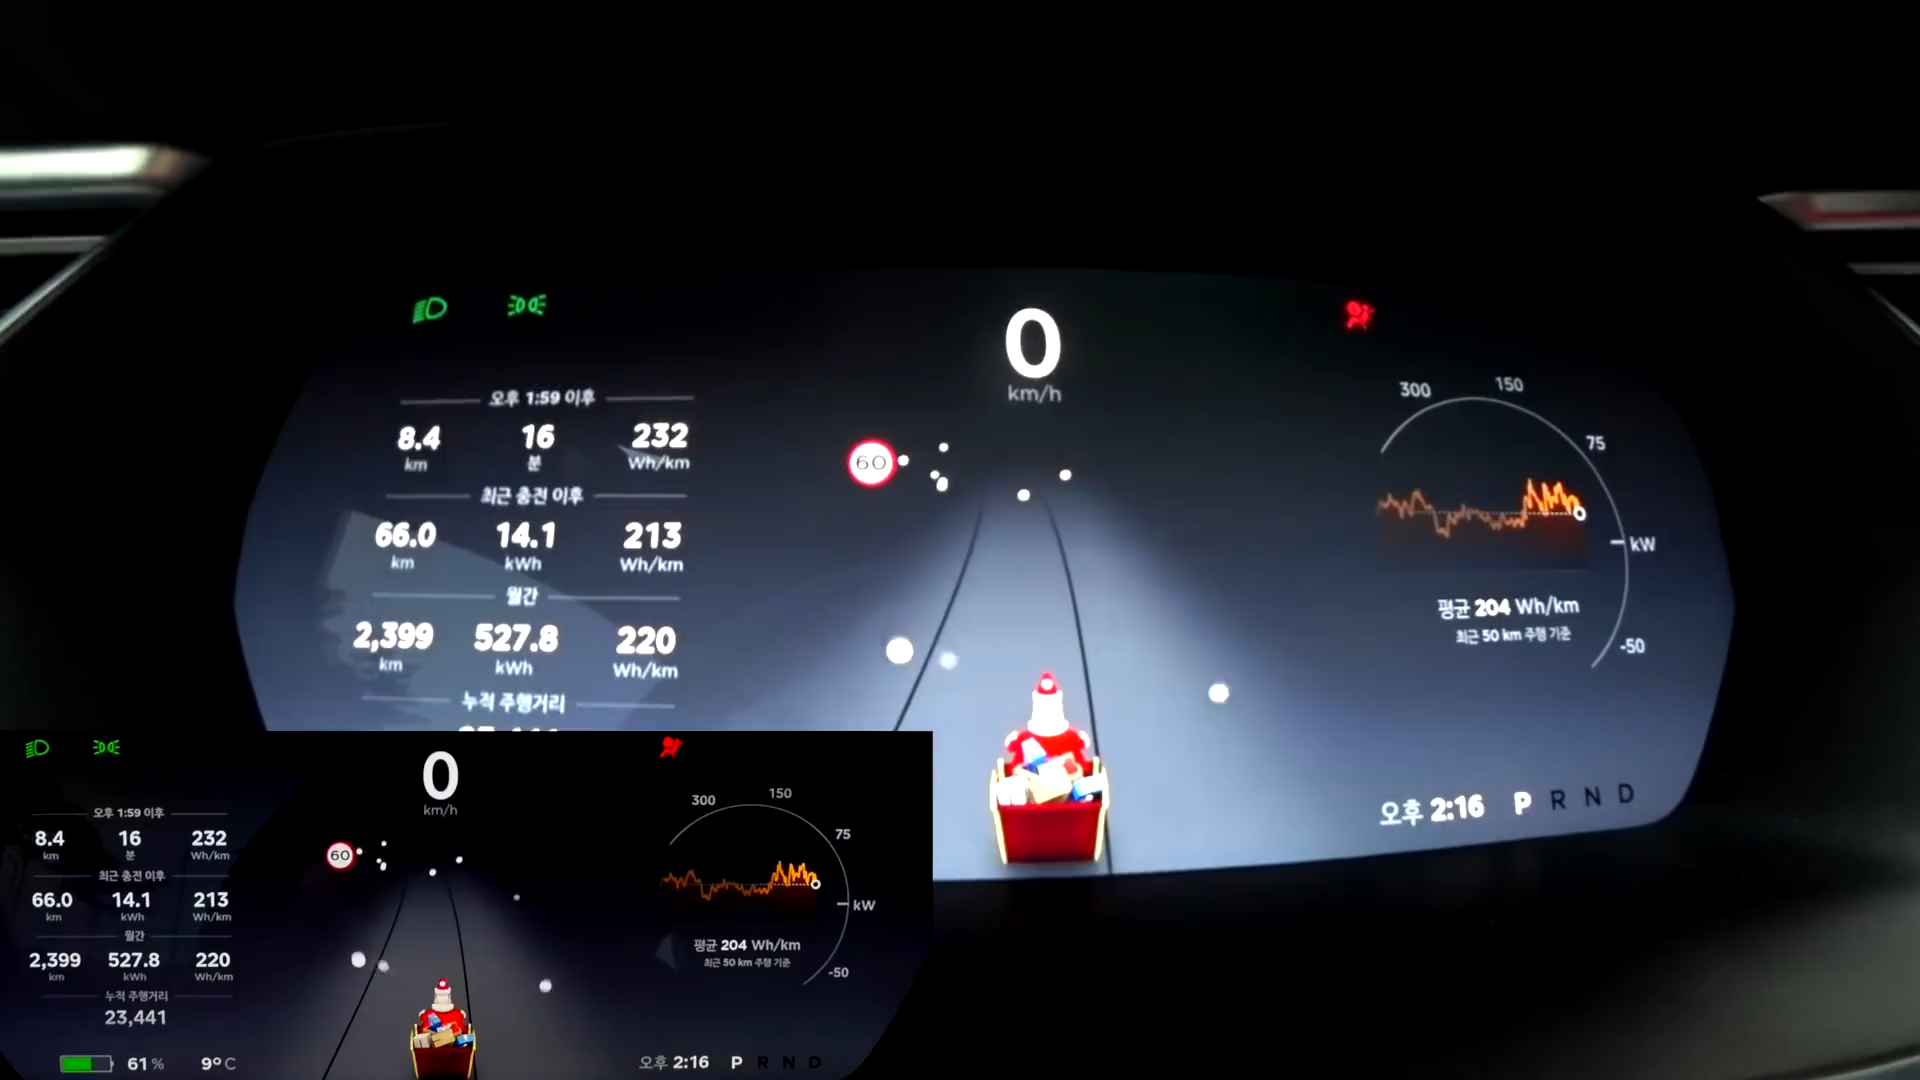 0
km/h
오후 1:59 이후
8.4 16 232
km 분 Wh/km
최근 충전 이후
66.0 14.1 213
km kWh Wh/km
월간
2,399 527.8 220
km kWh Wh/km
누적 주행거리
60
300 150
75
kW
-50
평균 204 Wh/km
최근 50 km 주행 기준
오후 2:16 P R N D
0
km/h
오후 1:59 이후
8.4 16 232
km 분 Wh/km
최근 충전 이후
66.0 14.1 213
km kWh Wh/km
월간
2,399 527.8 220
km kWh Wh/km
누적 주행거리
23,441
61% 9°C
60
300 150
75
kW
-50
평균 204 Wh/km
최근 50 km 주행 기준
오후 2:16 P R N D